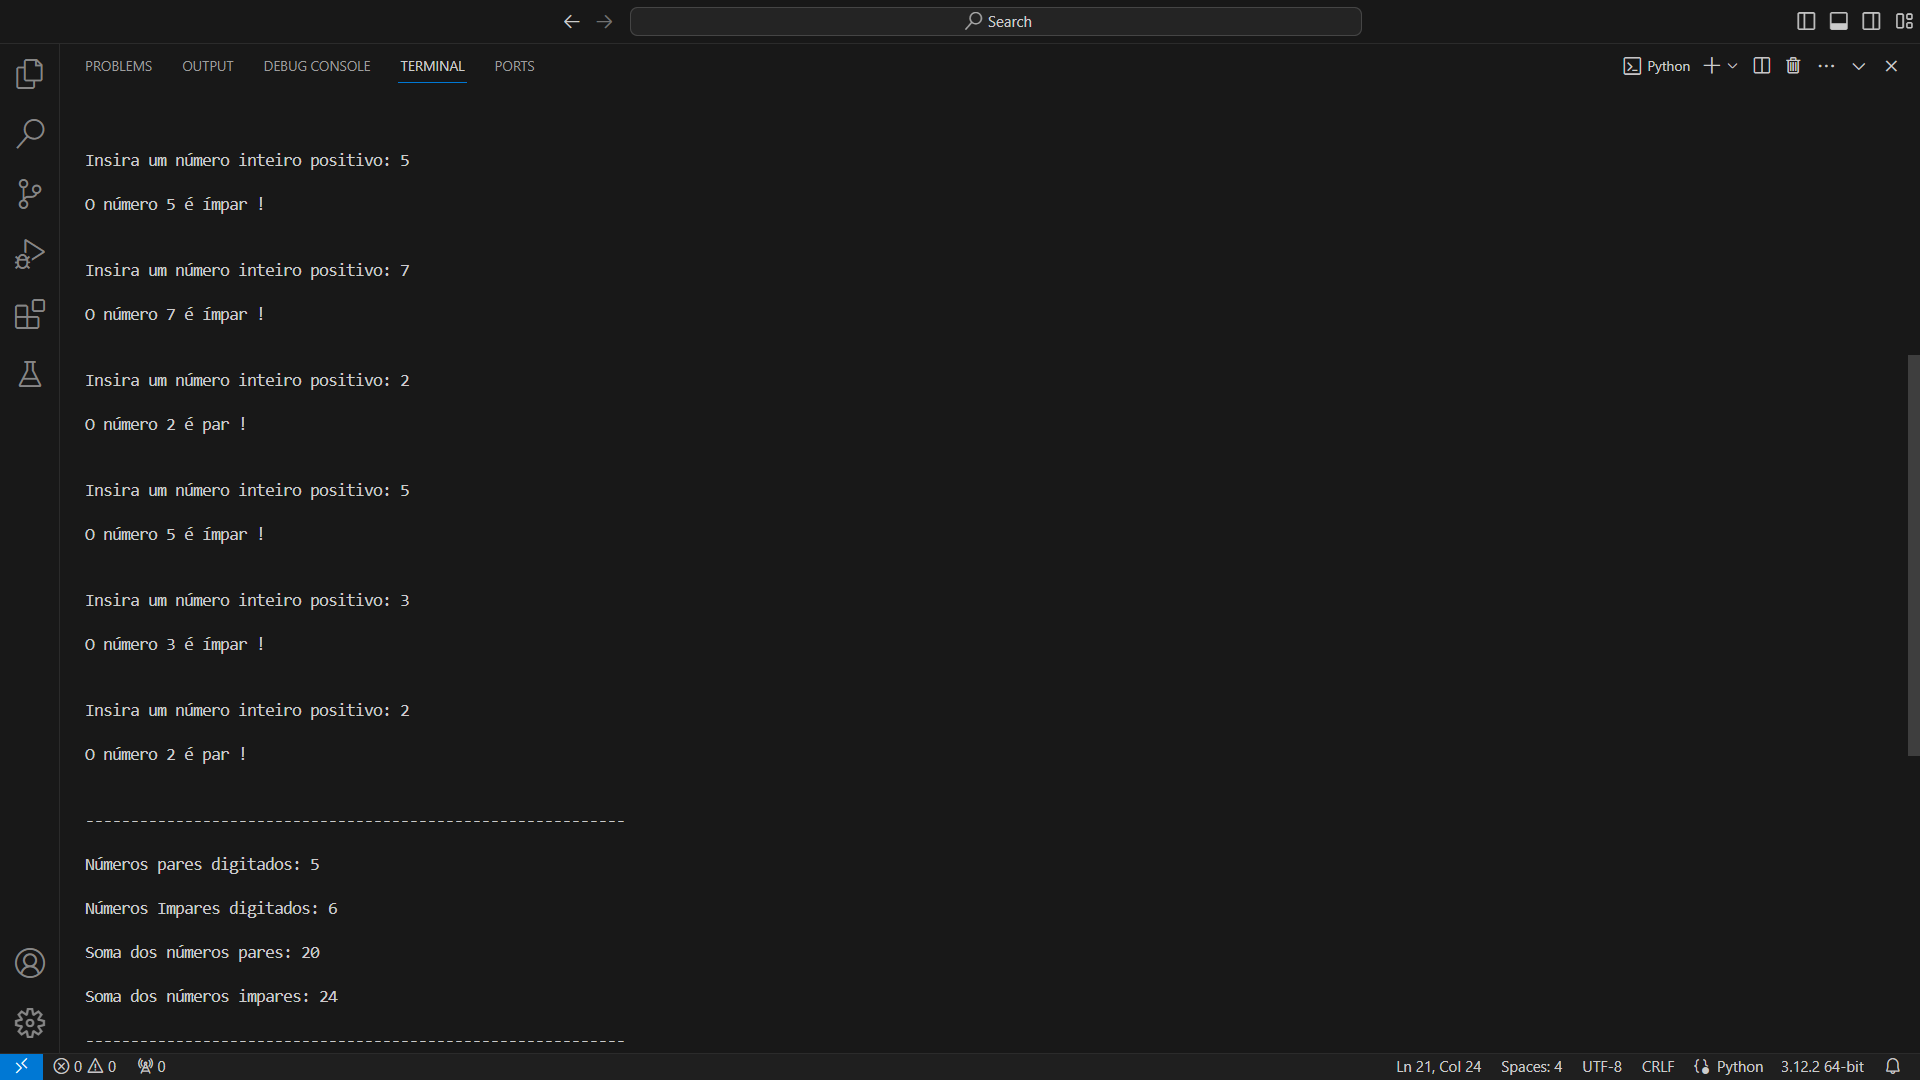 Search
PROBLEMS OUTPUT DEBUG CONSOLE TERMINAL PORTS Python
Insira um número inteiro positivo: 5
O número 5 é ímpar !
Insira um número inteiro positivo: 7
O número 7 é ímpar !
Insira um número inteiro positivo: 2
O número 2 é par !
Insira um número inteiro positivo: 5
O número 5 é ímpar !
Insira um número inteiro positivo: 3
O número 3 é ímpar !
Insira um número inteiro positivo: 2
O número 2 é par !
------------------------------------------------------------
Números pares digitados: 5
Números Impares digitados: 6
Soma dos números pares: 20
Soma dos números impares: 24
------------------------------------------------------------
0 0 0 Ln 21, Col 24 Spaces: 4 UTF-8 CRLF Python 3.12.2 64-bit